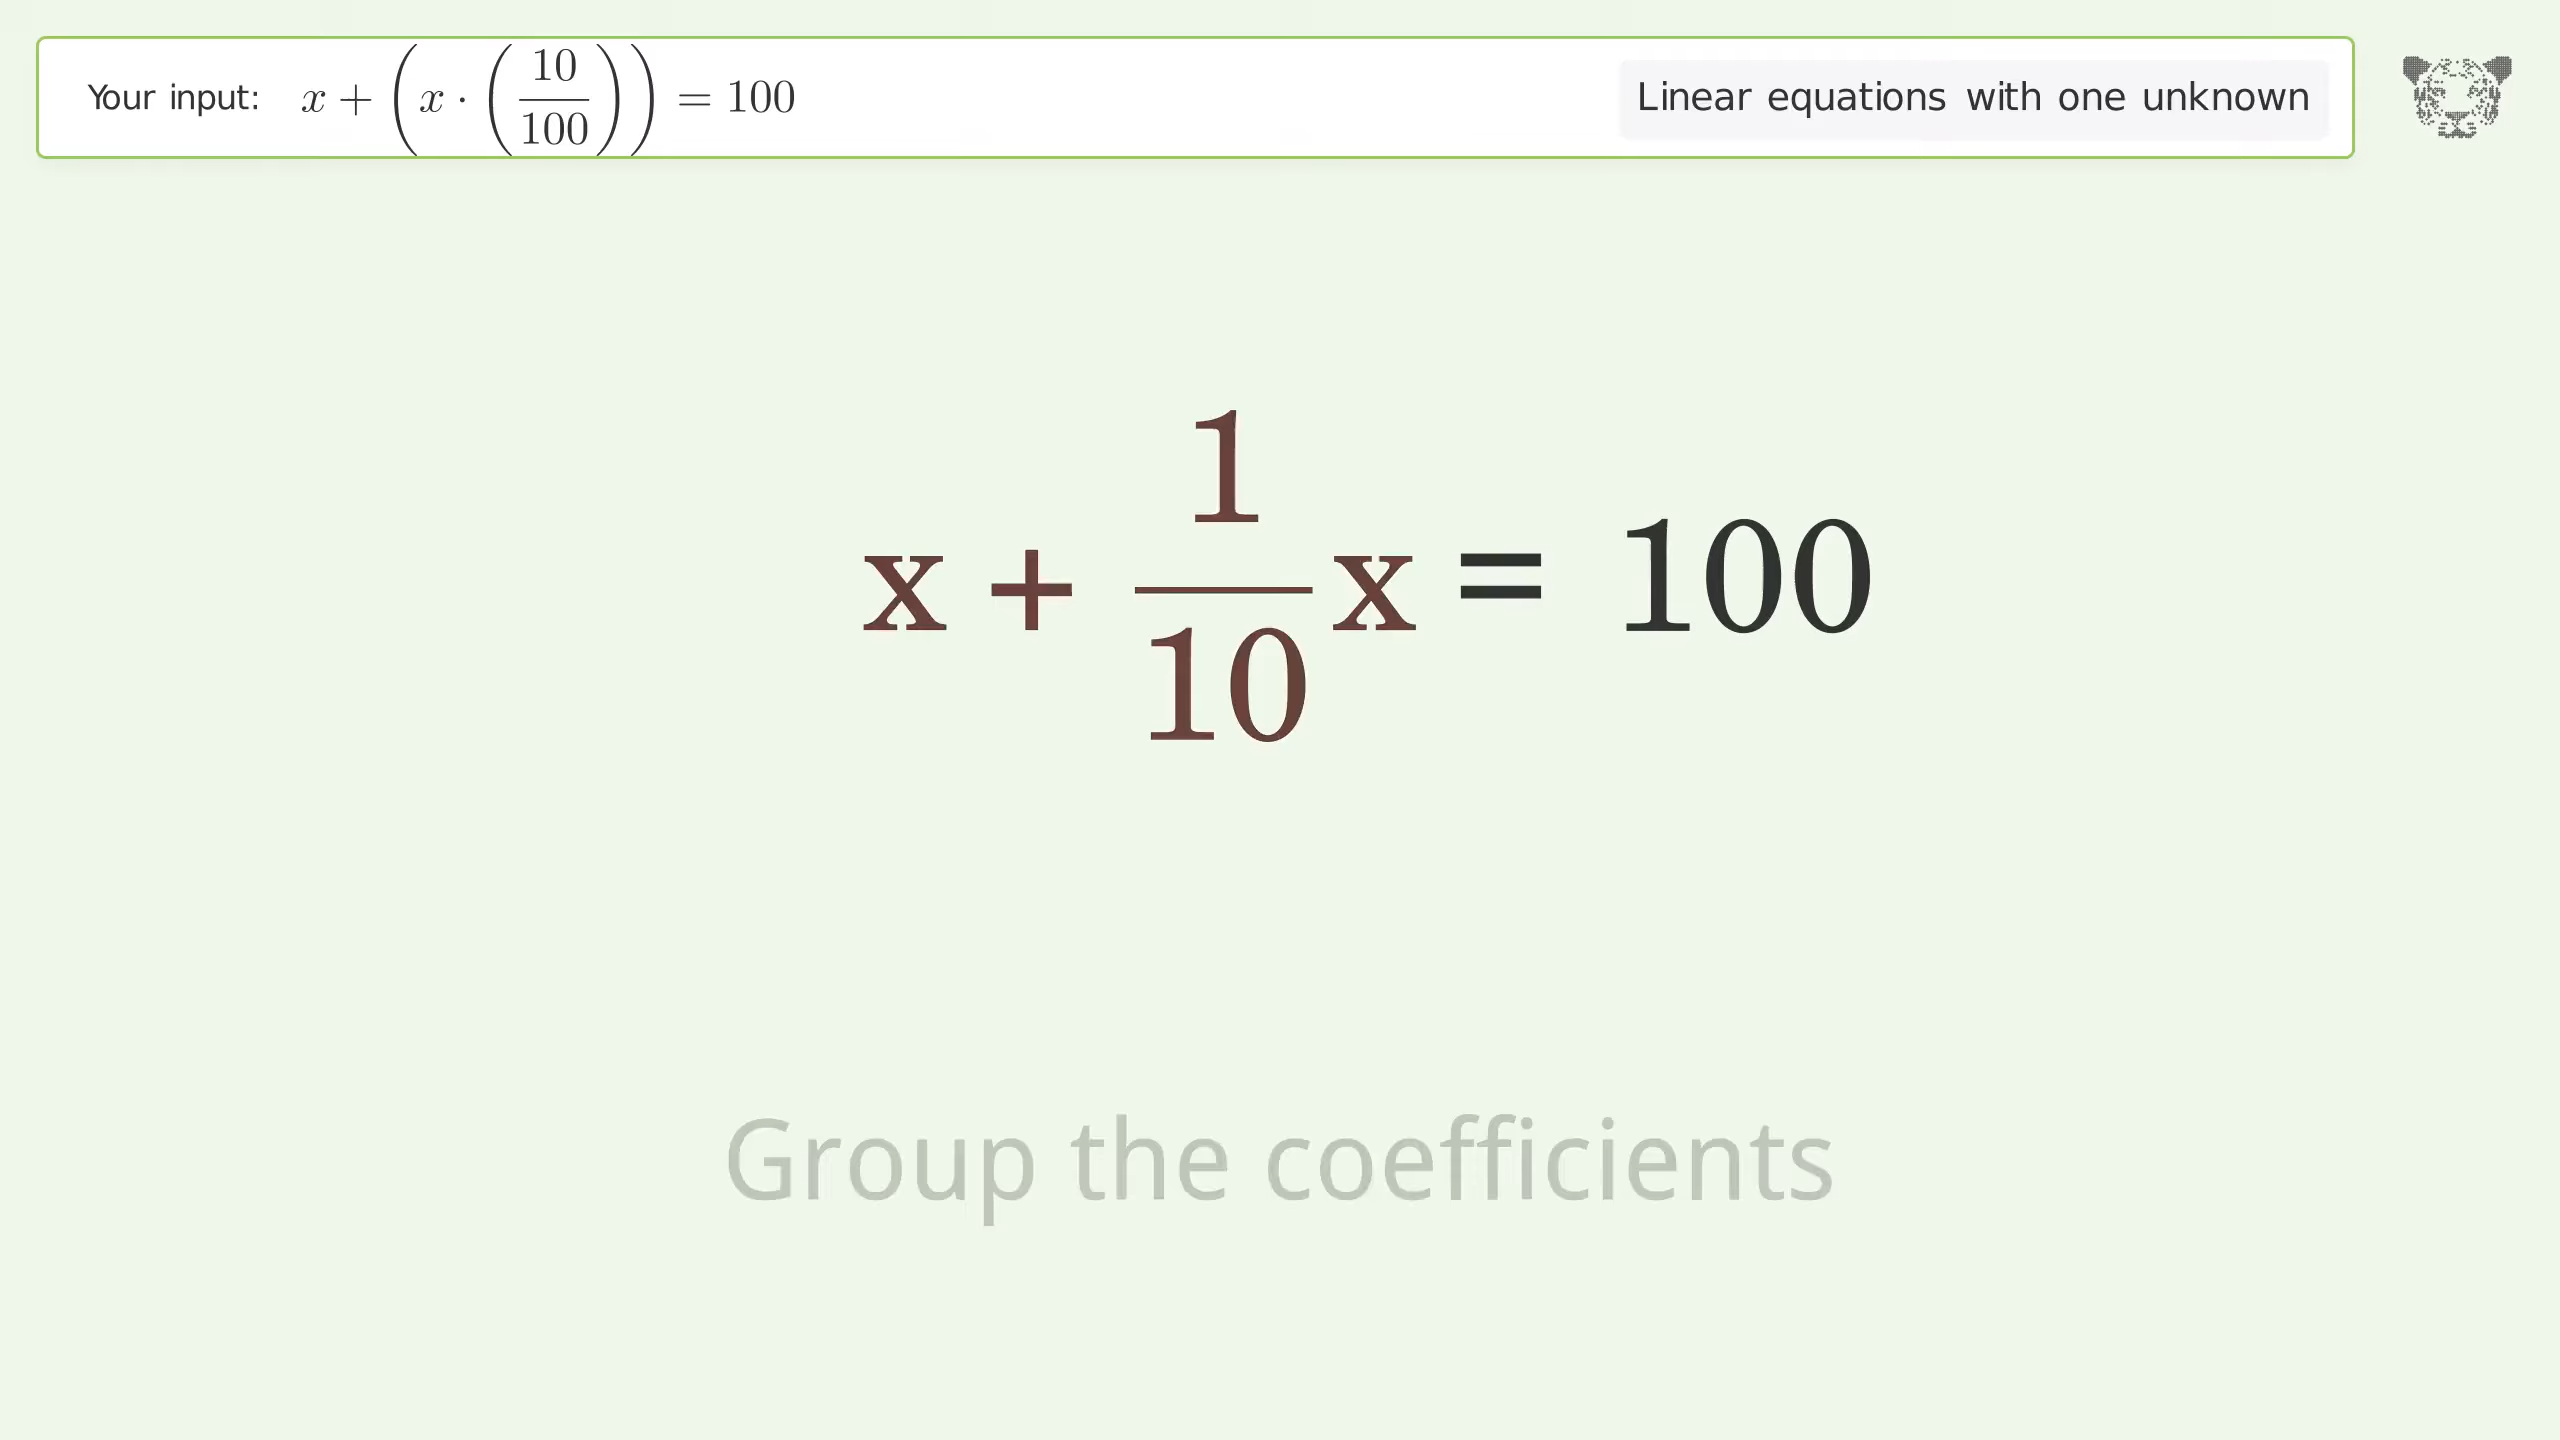 Your input: x + (x · (10/100)) = 100
Linear equations with one unknown
x + 1/10 x = 100
Group the coefficients